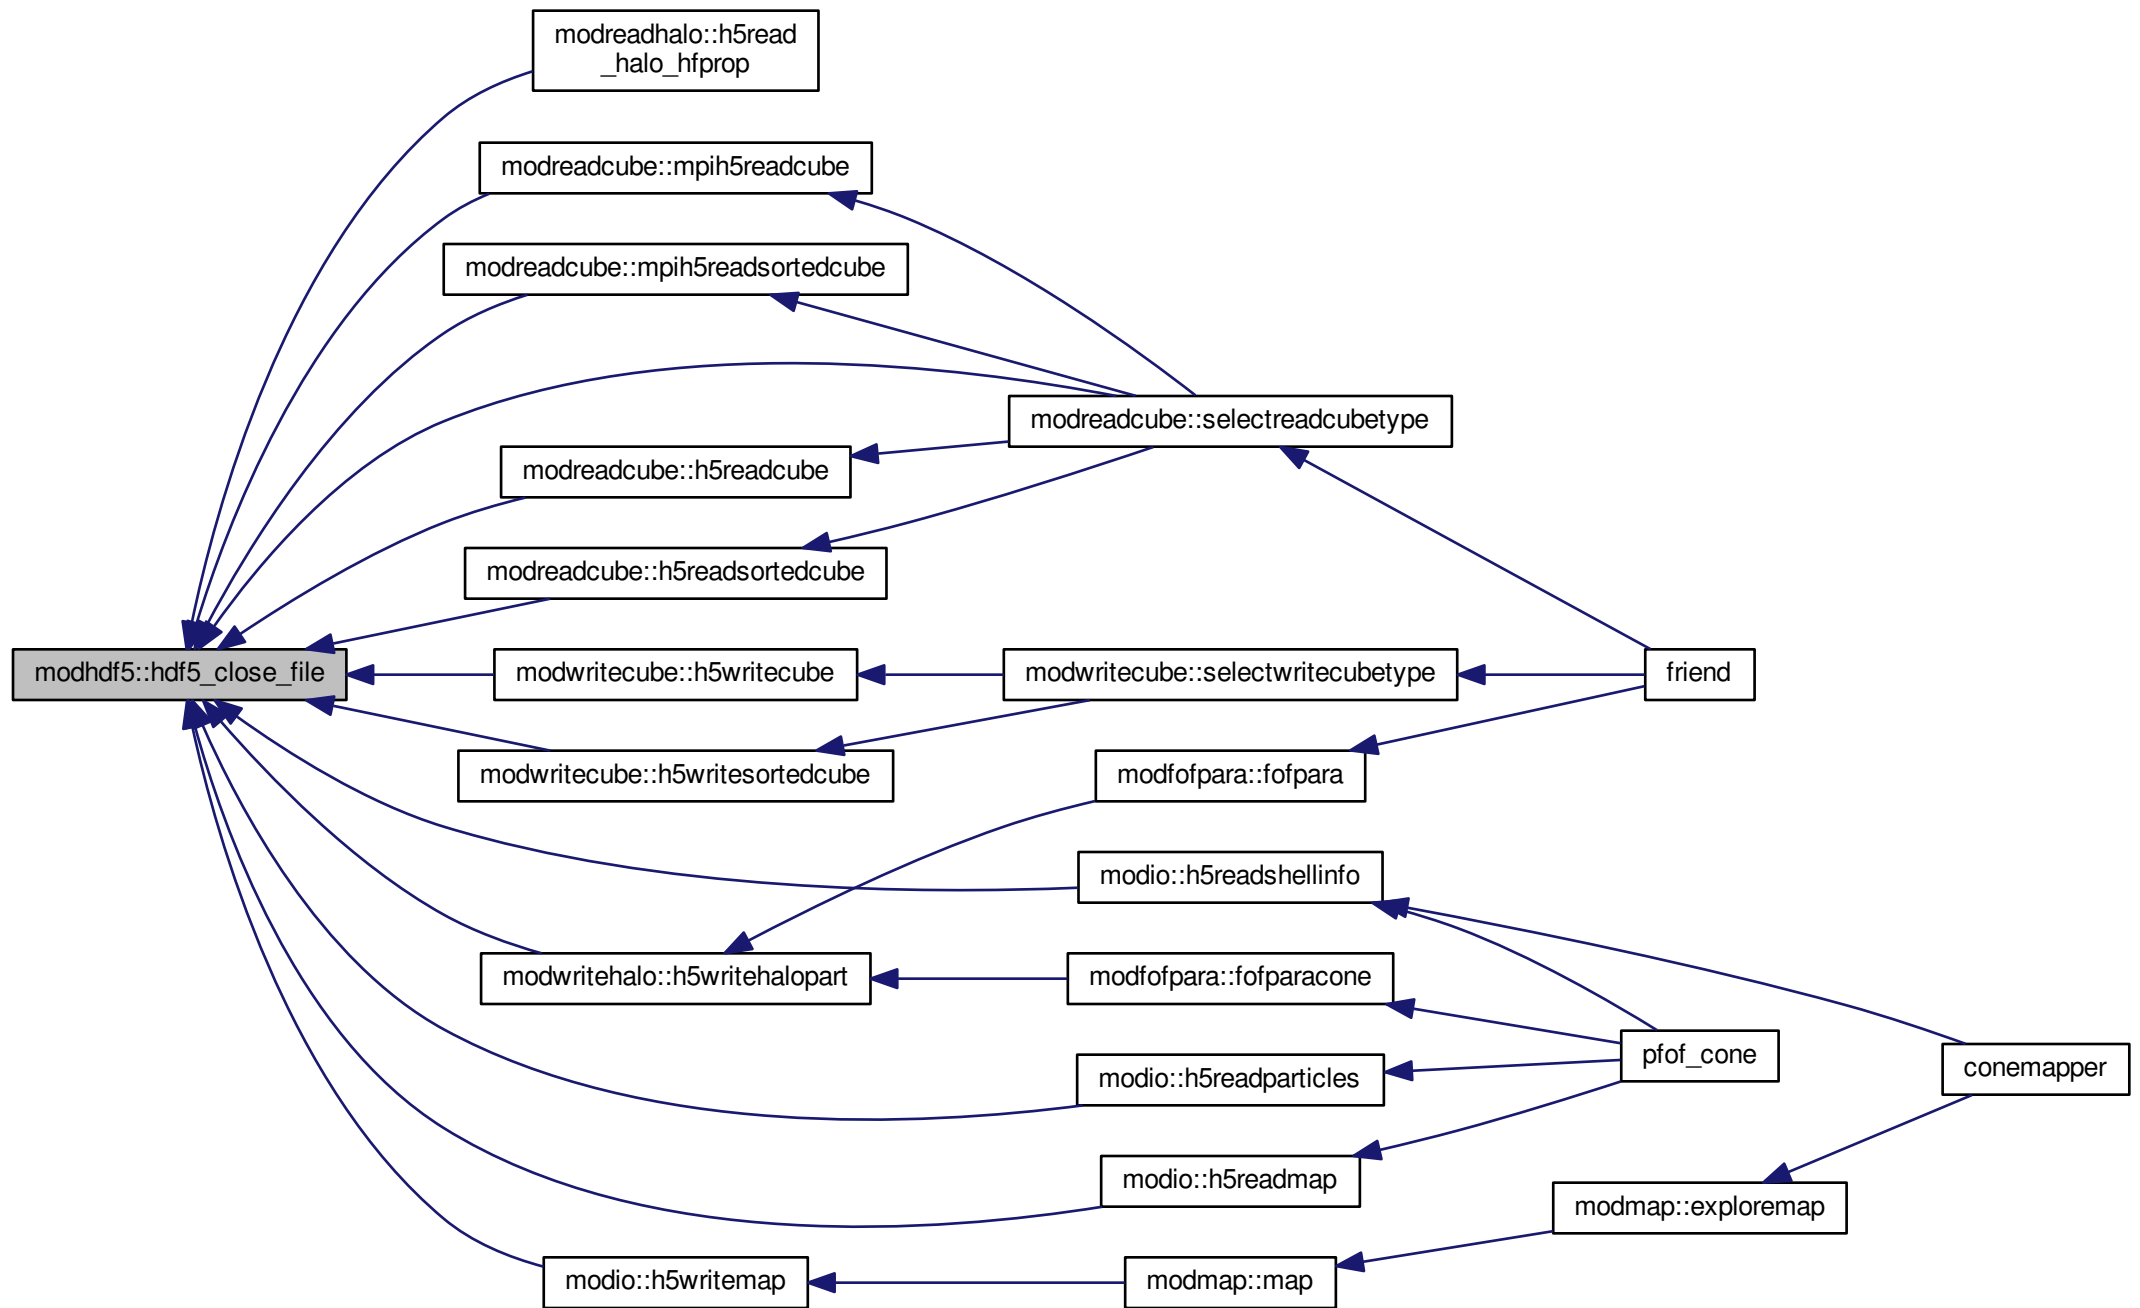 modreadhalo::h5read
_halo_hfprop
modreadcube::mpih5readcube
modreadcube::mpih5readsortedcube
modreadcube::selectreadcubetype
modreadcube::h5readcube
modreadcube::h5readsortedcube
modhdf5::hdf5_close_file
modwritecube::h5writecube
modwritecube::selectwritecubetype
friend
modwritecube::h5writesortedcube
modfofpara::fofpara
modio::h5readshellinfo
modwritehalo::h5writehalopart
modfofpara::fofparacone
pfof_cone
conemapper
modio::h5readparticles
modio::h5readmap
modmap::exploremap
modio::h5writemap
modmap::map